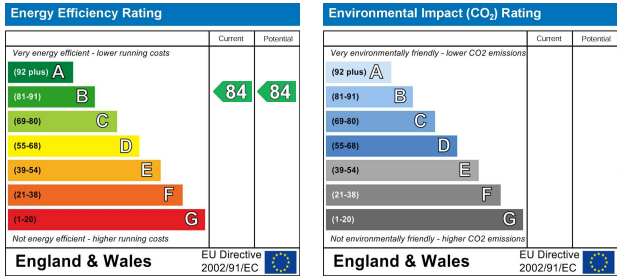 Energy Efficiency Rating
Current Potential
Very energy efficient - lower running costs
(92 plus) A
(81-91) B
84 84
(69-80) C
(55-68) D
(39-54) E
(21-38) F
(1-20) G
Not energy efficient - higher running costs
England & Wales
EU Directive
2002/91/EC
Environmental Impact (CO₂) Rating
Current Potential
Very environmentally friendly - lower CO2 emissions
(92 plus) A
(81-91) B
(69-80) C
(55-68) D
(39-54) E
(21-38) F
(1-20) G
Not environmentally friendly - higher CO2 emissions
England & Wales
EU Directive
2002/91/EC